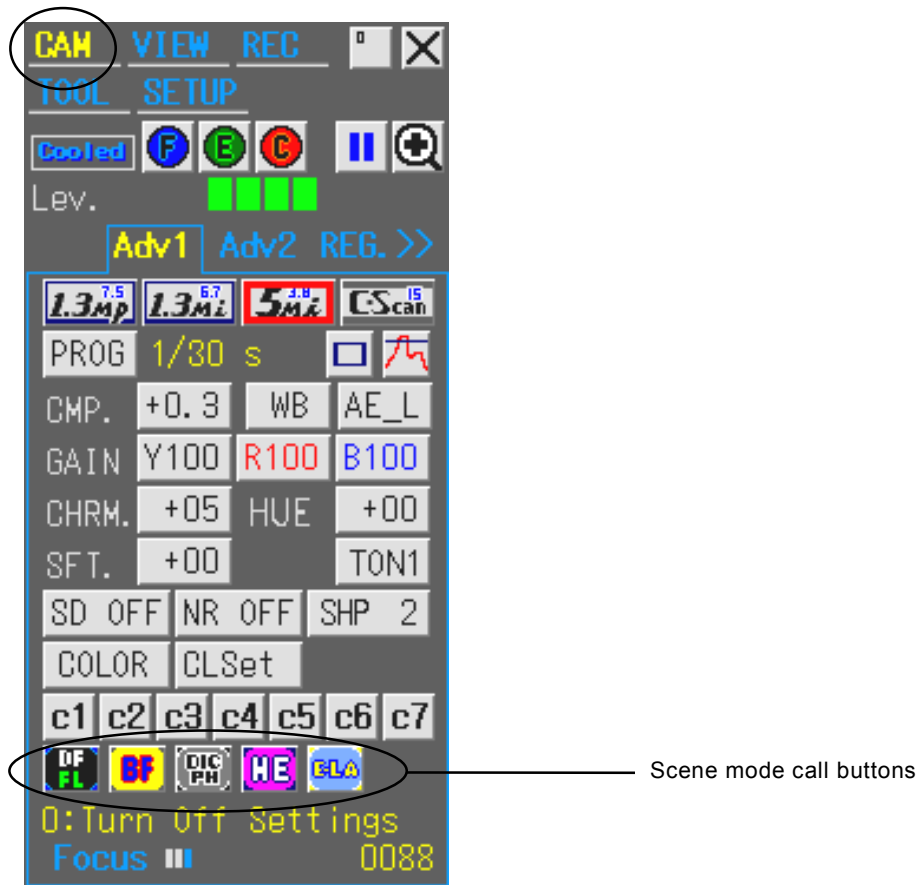 CAM VIEW REC
TOOL SETUP
Cooled F E C
Lev.
Adv1 Adv2 REG. >>
1.3Mp 7.5 1.3Mi 6.7 5Mi 3.8 C-Scan 15
PROG 1/30 s
CMP. +0.3 WB AE_L
GAIN Y100 R100 B100
CHRM. +05 HUE +00
SFT. +00 TON1
SD OFF NR OFF SHP 2
COLOR CLSet
c1 c2 c3 c4 c5 c6 c7
DF FL BF DIC PH HE CLA
Scene mode call buttons
O:Turn Off Settings
Focus 0088